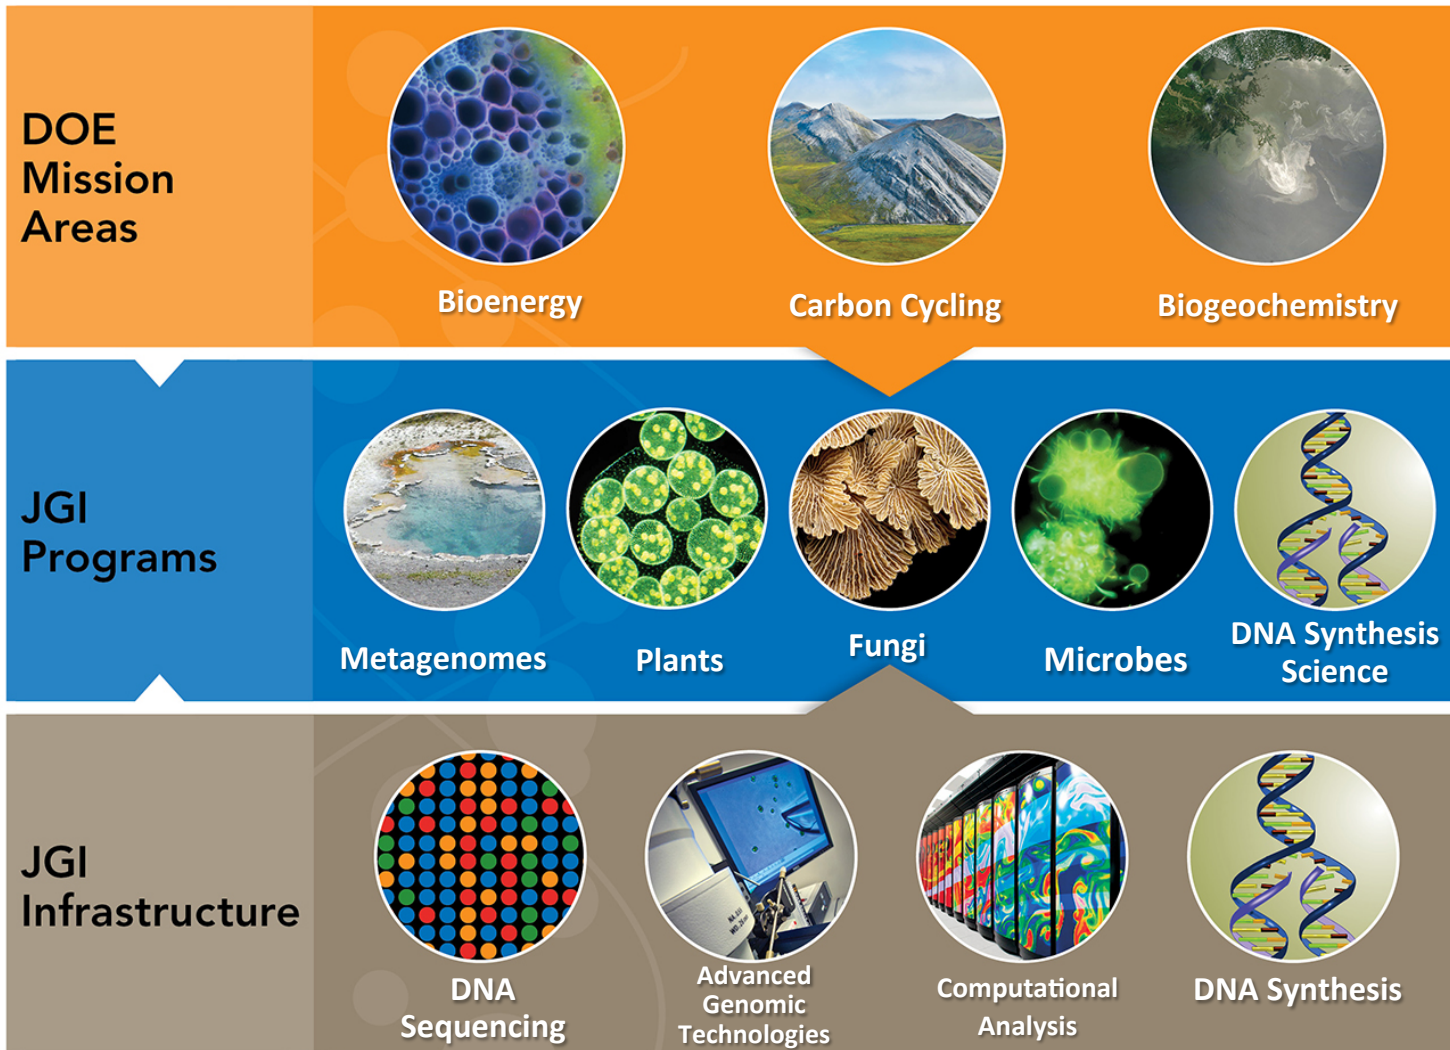 DOE
Mission
Areas
Bioenergy
Carbon Cycling
Biogeochemistry
JGI
Programs
Metagenomes
Plants
Fungi
Microbes
DNA Synthesis
Science
JGI
Infrastructure
DNA
Sequencing
Advanced
Genomic
Technologies
Computational
Analysis
DNA Synthesis